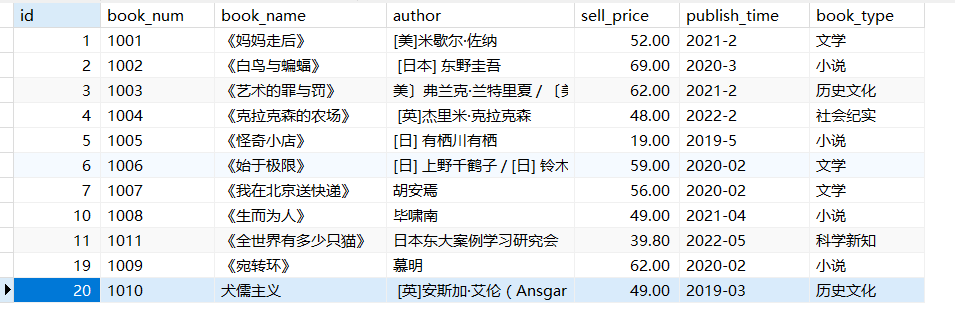 id book_num book_name author sell_price publish_time book_type
1 1001 《妈妈走后》 [美]米歇尔·佐纳 52.00 2021-2 文学
2 1002 《白鸟与蝙蝠》 [日本] 东野圭吾 69.00 2020-3 小说
3 1003 《艺术的罪与罚》 美〕弗兰克·兰特里夏 / 〔美 62.00 2021-2 历史文化
4 1004 《克拉克森的农场》 [英]杰里米·克拉克森 48.00 2022-2 社会纪实
5 1005 《怪奇小店》 [日] 有栖川有栖 19.00 2019-5 小说
6 1006 《始于极限》 [日] 上野千鹤子 / [日] 铃木 59.00 2020-02 文学
7 1007 《我在北京送快递》 胡安焉 56.00 2020-02 文学
10 1008 《生而为人》 毕啸南 49.00 2021-04 小说
11 1011 《全世界有多少只猫》 日本东大案例学习研究会 39.80 2022-05 科学新知
19 1009 《宛转环》 慕明 62.00 2020-02 小说
20 1010 犬儒主义 [英]安斯加·艾伦（Ansgar 49.00 2019-03 历史文化